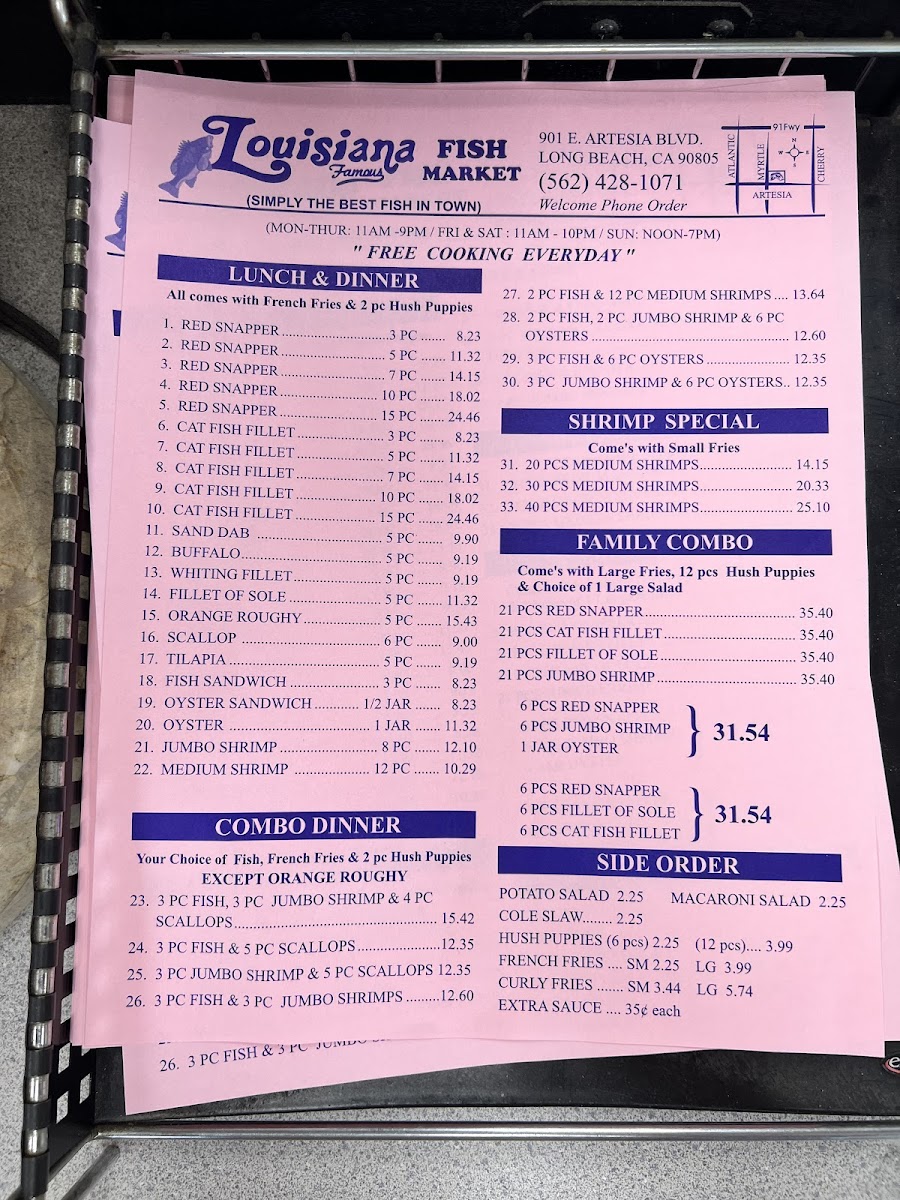 Louisiana
Famous
FISH
MARKET
(SIMPLY THE BEST FISH IN TOWN)
901 E. ARTESIA BLVD.
LONG BEACH, CA 90805
(562) 428-1071
Welcome Phone Order
91Fwy
ATLANTIC
MYRTLE
CHERRY
N
W
E
S
ARTESIA
(MON-THUR: 11AM -9PM / FRI & SAT : 11AM - 10PM / SUN: NOON-7PM)
" FREE COOKING EVERYDAY "
LUNCH & DINNER
All comes with French Fries & 2 pc Hush Puppies
1. RED SNAPPER.............................3 PC ....... 8.23
2. RED SNAPPER............................. 5 PC ....... 11.32
3. RED SNAPPER............................. 7 PC ....... 14.15
4. RED SNAPPER............................. 10 PC ....... 18.02
5. RED SNAPPER............................. 15 PC ....... 24.46
6. CAT FISH FILLET......................... 3 PC ....... 8.23
7. CAT FISH FILLET......................... 5 PC ....... 11.32
8. CAT FISH FILLET......................... 7 PC ....... 14.15
9. CAT FISH FILLET......................... 10 PC ....... 18.02
10. CAT FISH FILLET......................... 15 PC ....... 24.46
11. SAND DAB .................................. 5 PC ....... 9.90
12. BUFFALO...................................... 5 PC ....... 9.19
13. WHITING FILLET......................... 5 PC ....... 9.19
14. FILLET OF SOLE.......................... 5 PC ....... 11.32
15. ORANGE ROUGHY...................... 5 PC ....... 15.43
16. SCALLOP ..................................... 6 PC ....... 9.00
17. TILAPIA......................................... 5 PC ....... 9.19
18. FISH SANDWICH ......................... 3 PC ....... 8.23
19. OYSTER SANDWICH ............ 1/2 JAR ....... 8.23
20. OYSTER ...................................... 1 JAR ....... 11.32
21. JUMBO SHRIMP .......................... 8 PC ....... 12.10
22. MEDIUM SHRIMP .................... 12 PC ....... 10.29
COMBO DINNER
Your Choice of Fish, French Fries & 2 pc Hush Puppies
EXCEPT ORANGE ROUGHY
23. 3 PC FISH, 3 PC JUMBO SHRIMP & 4 PC
SCALLOPS...................................................... 15.42
24. 3 PC FISH & 5 PC SCALLOPS.....................12.35
25. 3 PC JUMBO SHRIMP & 5 PC SCALLOPS 12.35
26. 3 PC FISH & 3 PC JUMBO SHRIMPS .........12.60
27. 2 PC FISH & 12 PC MEDIUM SHRIMPS .... 13.64
28. 2 PC FISH, 2 PC JUMBO SHRIMP & 6 PC
OYSTERS ...................................................... 12.60
29. 3 PC FISH & 6 PC OYSTERS ....................... 12.35
30. 3 PC JUMBO SHRIMP & 6 PC OYSTERS.. 12.35
SHRIMP SPECIAL
Come's with Small Fries
31. 20 PCS MEDIUM SHRIMPS......................... 14.15
32. 30 PCS MEDIUM SHRIMPS......................... 20.33
33. 40 PCS MEDIUM SHRIMPS.........................25.10
FAMILY COMBO
Come's with Large Fries, 12 pcs Hush Puppies
& Choice of 1 Large Salad
21 PCS RED SNAPPER......................................... 35.40
21 PCS CAT FISH FILLET.................................... 35.40
21 PCS FILLET OF SOLE..................................... 35.40
21 PCS JUMBO SHRIMP ..................................... 35.40
6 PCS RED SNAPPER
6 PCS JUMBO SHRIMP
1 JAR OYSTER
31.54
6 PCS RED SNAPPER
6 PCS FILLET OF SOLE
6 PCS CAT FISH FILLET
31.54
SIDE ORDER
POTATO SALAD 2.25 MACARONI SALAD 2.25
COLE SLAW........ 2.25
HUSH PUPPIES (6 pcs) 2.25 (12 pcs).... 3.99
FRENCH FRIES .... SM 2.25 LG 3.99
CURLY FRIES ....... SM 3.44 LG 5.74
EXTRA SAUCE .... 35¢ each
26. 3 PC FISH & 3 PC